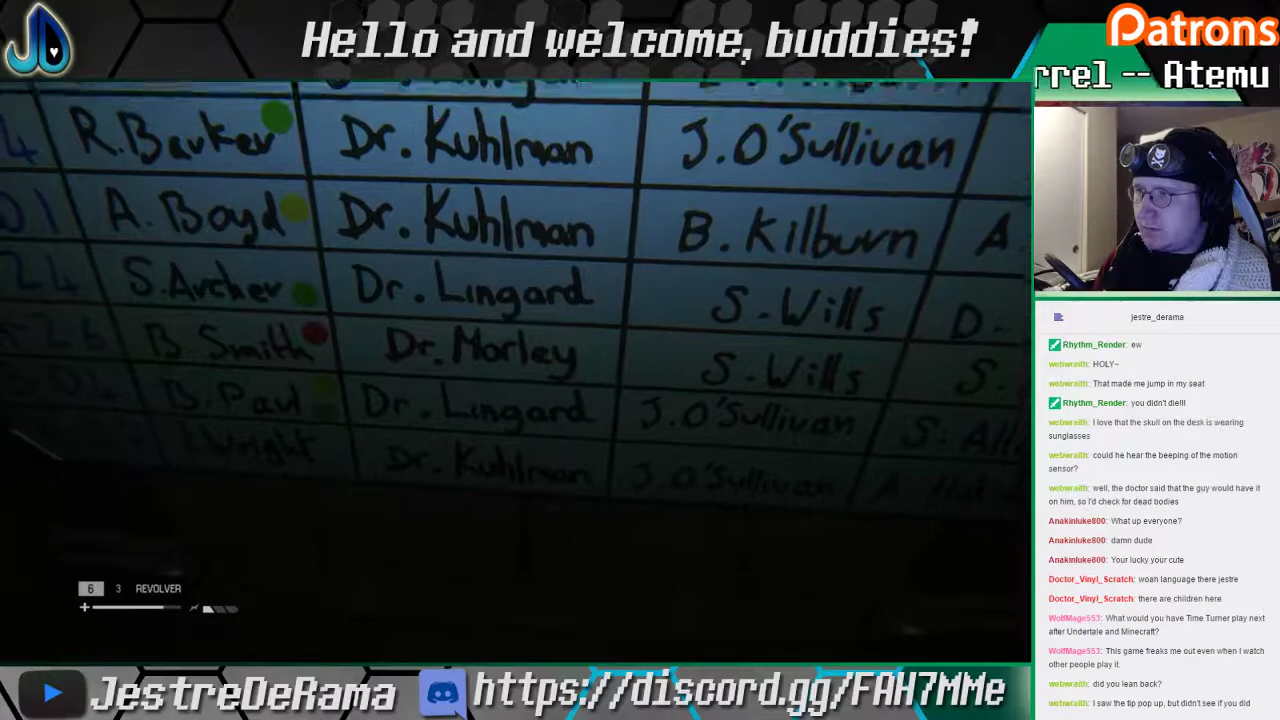 Hello and welcome, buddies!
Patrons
rrel -- Atemu
JD
4 R. Barker Dr. Kuhlman J. O'Sullivan
01 A. Boyd Dr. Kuhlman B. Kilburn A.
24 S. Archer Dr. Lingard S. Wills D.
26 B. Smith Dr Morley S. Wills S.
B. Paul Lingard J. O'Sullivan S. All
Wright Dr. Kuhlman J. O'Sullivan
6 3 REVOLVER
jestre_derama
Rhythm_Render: ew
webwraith: HOLY~
webwraith: That made me jump in my seat
Rhythm_Render: you didn't die!!!
webwraith: I love that the skull on the desk is wearing
sunglasses
webwraith: could he hear the beeping of the motion
sensor?
webwraith: well, the doctor said that the guy would have it
on him, so I'd check for dead bodies
Anakinluke800: What up everyone?
Anakinluke800: damn dude
Anakinluke800: Your lucky your cute
Doctor_Vinyl_Scratch: woah language there jestre
Doctor_Vinyl_Scratch: there are children here
WolfMage553: What would you have Time Turner play next
after Undertale and Minecraft?
WolfMage553: This game freaks me out even when I watch
other people play it.
webwraith: did you lean back?
webwraith: I saw the tip pop up, but didn't see if you did
JestreDeRama
https://discord.gg/FAH7MMe